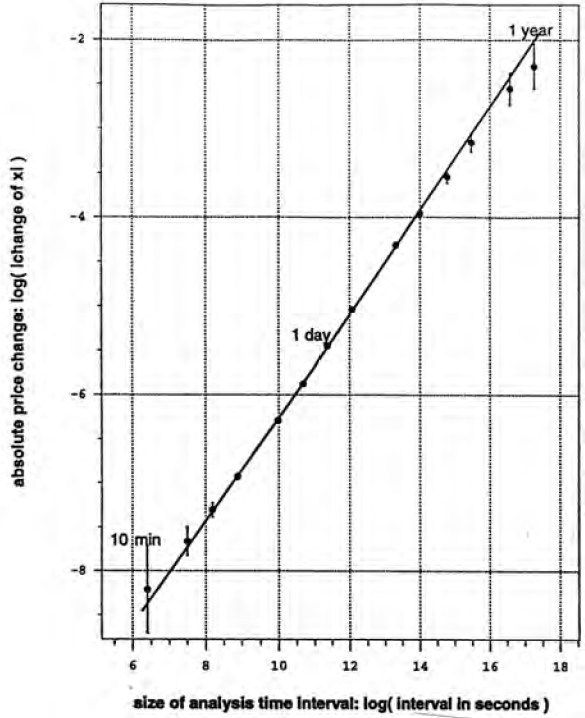 1 year
-2
-4
1 day
-6
10 min
-8
6 8 10 12 14 16 18
absolute price change: log( |change of x| )
size of analysis time interval: log( interval in seconds )